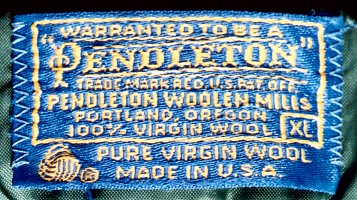 "WARRANTED TO BE A
PENDLETON"
TRADE MARK REG. U.S. PAT. OFF.
PENDLETON WOOLEN MILLS
PORTLAND, OREGON
100% VIRGIN WOOL XL
PURE VIRGIN WOOL
MADE IN U.S.A.